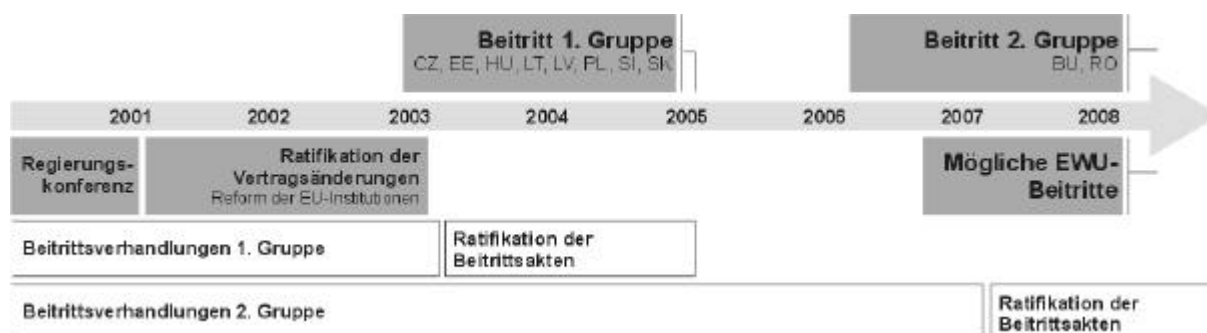 Beitritt 1. Gruppe
CZ, EE, HU, LT, LV, PL, SI, SK
Beitritt 2. Gruppe
BU, RO
2001 2002 2003 2004 2005 2006 2007 2008
Regierungs-
konferenz
Ratifikation der
Vertragsänderungen
Reform der EU-Institutionen
Mögliche EWU-
Beitritte
Beitrittsverhandlungen 1. Gruppe
Ratifikation der
Beitrittsakten
Beitrittsverhandlungen 2. Gruppe
Ratifikation der
Beitrittsakten